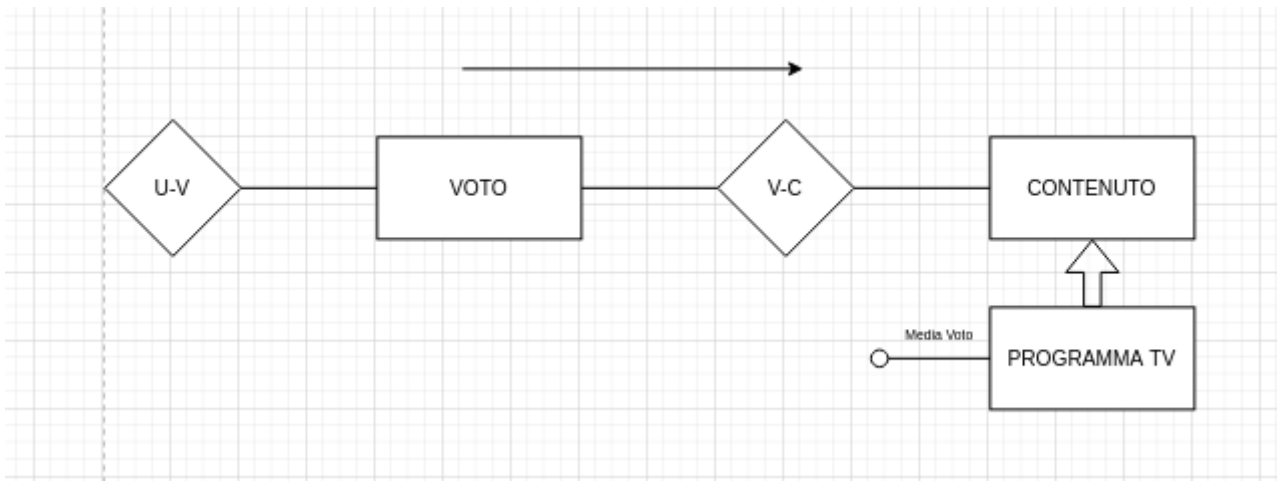 U-V
VOTO
V-C
CONTENUTO
Media Voto
PROGRAMMA TV